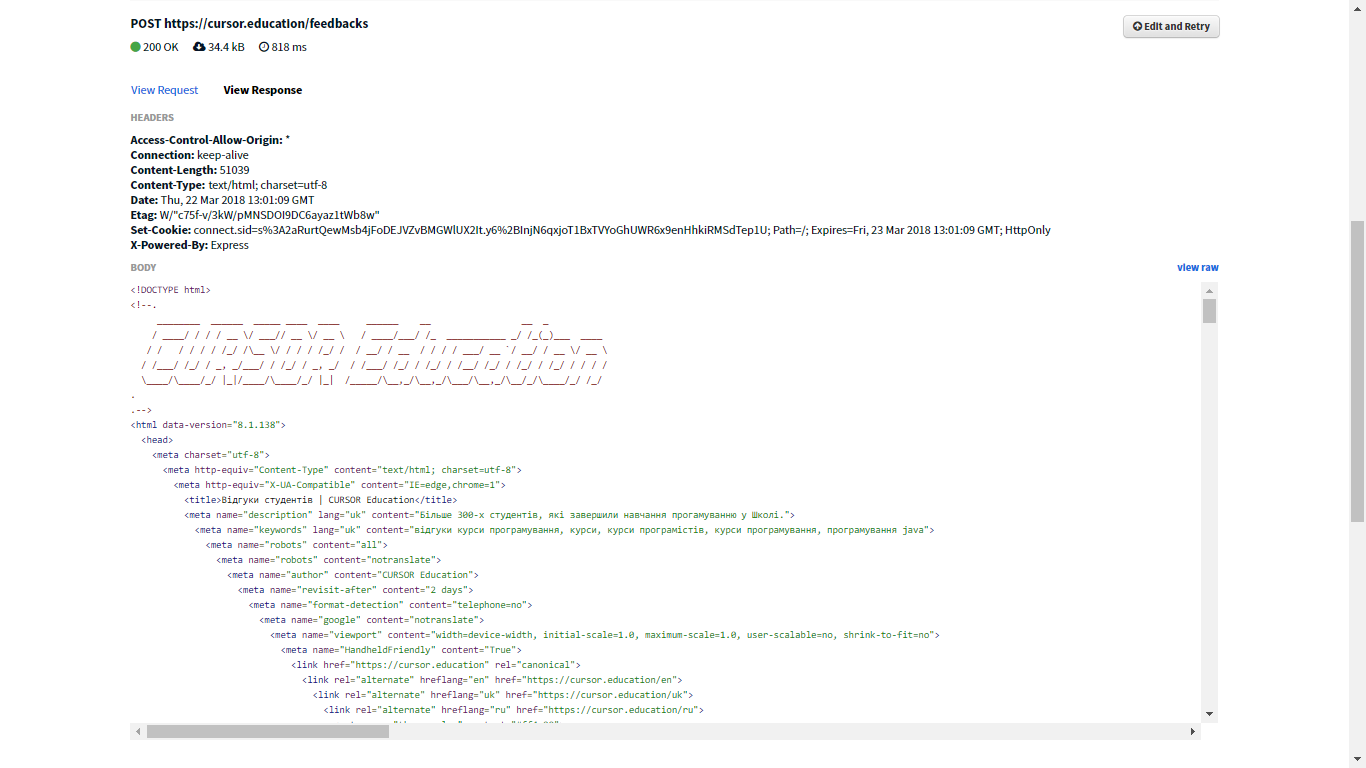 POST https://cursor.education/feedbacks
Edit and Retry
200 OK 34.4 kB 818 ms
View Request View Response
HEADERS
Access-Control-Allow-Origin: *
Connection: keep-alive
Content-Length: 51039
Content-Type: text/html; charset=utf-8
Date: Thu, 22 Mar 2018 13:01:09 GMT
Etag: W/"c75f-v/3kW/pMNSDOI9DC6ayaz1tWb8w"
Set-Cookie: connect.sid=s%3A2aRurtQewMsb4jFoDEJVZvBMGWlUX2It.y6%2BInjN6qxjoT1BxTVYoGhUWR6x9enHhkiRMSdTep1U; Path=/; Expires=Fri, 23 Mar 2018 13:01:09 GMT; HttpOnly
X-Powered-By: Express
BODY view raw
<!DOCTYPE html>
<!--.
.
.-->
<html data-version="8.1.138">
<head>
<meta charset="utf-8">
<meta http-equiv="Content-Type" content="text/html; charset=utf-8">
<meta http-equiv="X-UA-Compatible" content="IE=edge,chrome=1">
<title>Відгуки студентів | CURSOR Education</title>
<meta name="description" lang="uk" content="Більше 300-х студентів, які завершили навчання прогамуванню у Школі.">
<meta name="keywords" lang="uk" content="відгуки курси програмування, курси, курси програмістів, курси програмування, програмування java">
<meta name="robots" content="all">
<meta name="robots" content="notranslate">
<meta name="author" content="CURSOR Education">
<meta name="revisit-after" content="2 days">
<meta name="format-detection" content="telephone=no">
<meta name="google" content="notranslate">
<meta name="viewport" content="width=device-width, initial-scale=1.0, maximum-scale=1.0, user-scalable=no, shrink-to-fit=no">
<meta name="HandheldFriendly" content="True">
<link href="https://cursor.education" rel="canonical">
<link rel="alternate" hreflang="en" href="https://cursor.education/en">
<link rel="alternate" hreflang="uk" href="https://cursor.education/uk">
<link rel="alternate" hreflang="ru" href="https://cursor.education/ru">